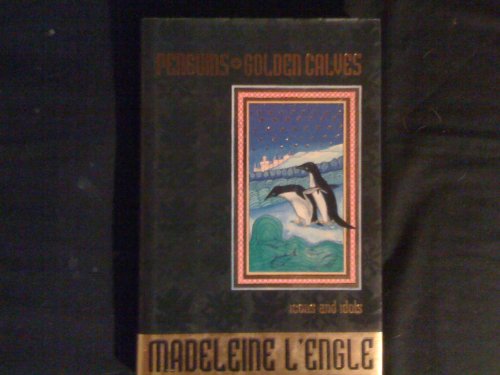 PENGUINS + GOLDEN CALVES
icons and idols
MADELEINE L'ENGLE